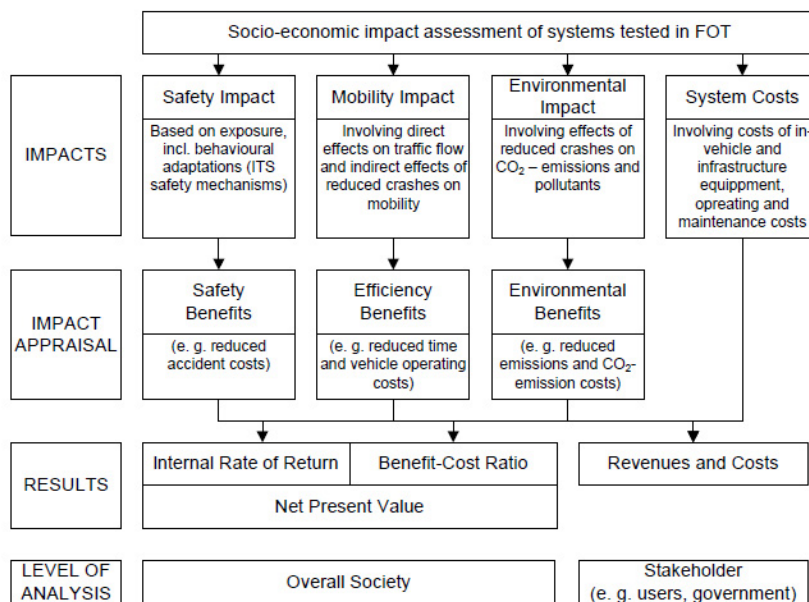 Socio-economic impact assessment of systems tested in FOT
IMPACTS
Safety Impact
Based on exposure,
incl. behavioural
adaptations (ITS
safety mechanisms)
Mobility Impact
Involving direct
effects on traffic flow
and indirect effects of
reduced crashes on
mobility
Environmental
Impact
Involving effects of
reduced crashes on
CO₂ – emissions and
pollutants
System Costs
Involving costs of in-
vehicle and
infrastructure
equippment,
opreating and
maintenance costs
IMPACT
APPRAISAL
Safety
Benefits
(e. g. reduced
accident costs)
Efficiency
Benefits
(e. g. reduced time
and vehicle operating
costs)
Environmental
Benefits
(e. g. reduced
emissions and CO₂-
emission costs)
RESULTS
Internal Rate of Return
Benefit-Cost Ratio
Net Present Value
Revenues and Costs
LEVEL OF
ANALYSIS
Overall Society
Stakeholder
(e. g. users, government)